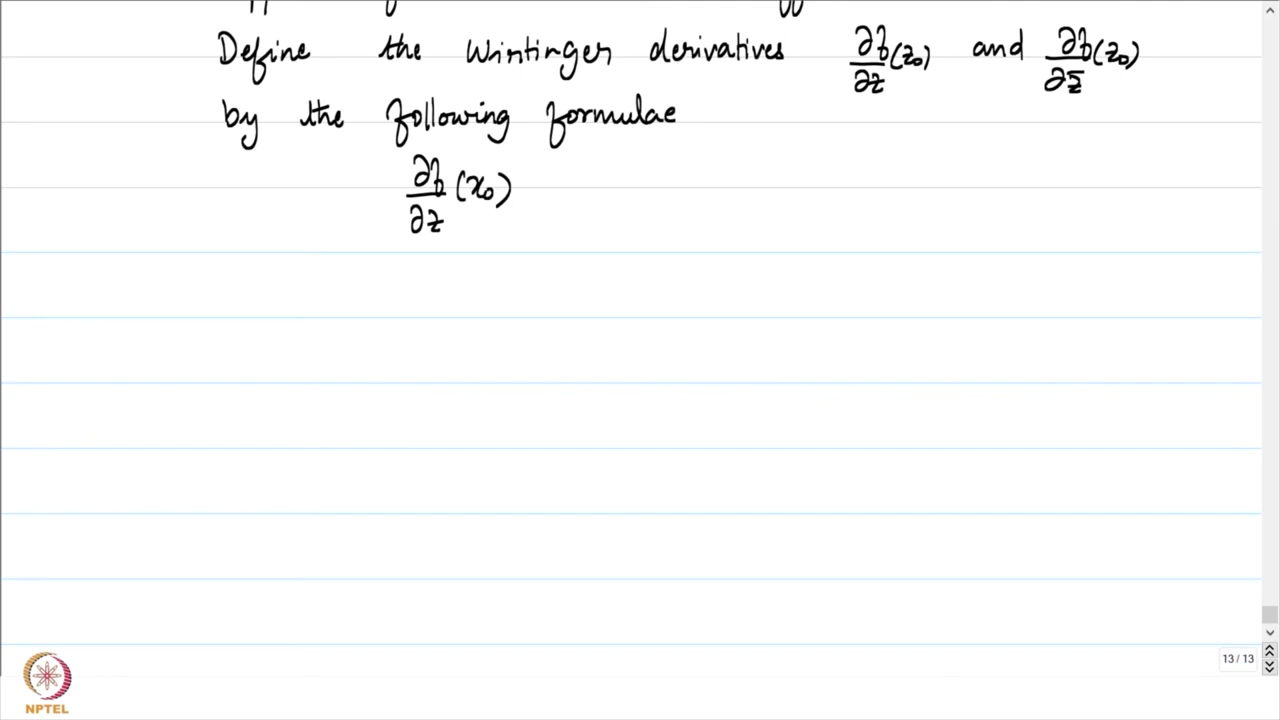 Define the Wirtinger derivatives ∂f/∂z (z₀) and ∂f/∂z̄ (z₀)
by the following formulae
∂f/∂z (x₀)
13 / 13
NPTEL